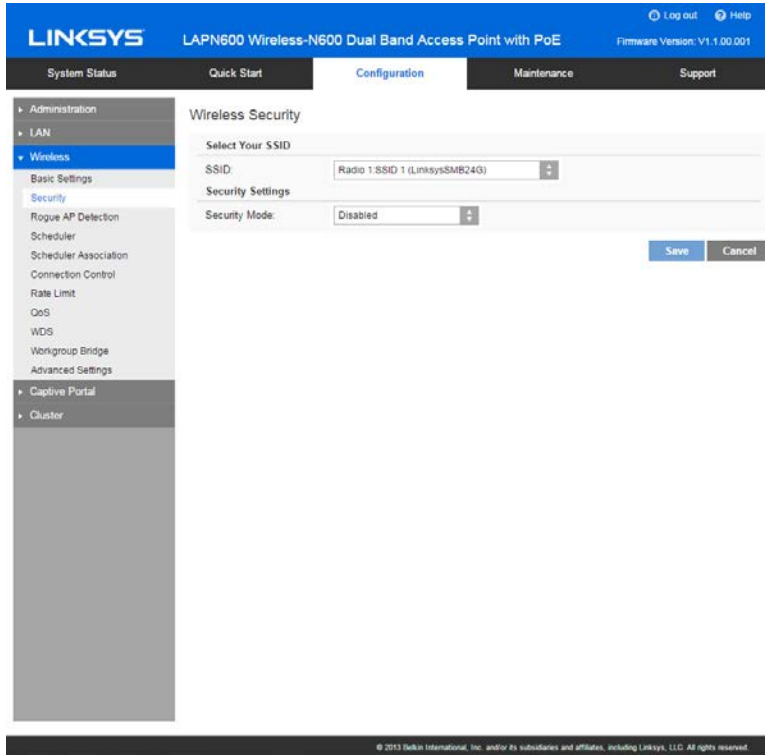 Log out Help
LINKSYS LAPN600 Wireless-N600 Dual Band Access Point with PoE Firmware Version: V1.1.00.001
System Status Quick Start Configuration Maintenance Support
Administration
LAN
Wireless
Basic Settings
Security
Rogue AP Detection
Scheduler
Scheduler Association
Connection Control
Rate Limit
QoS
WDS
Workgroup Bridge
Advanced Settings
Captive Portal
Cluster
Wireless Security
Select Your SSID
SSID: Radio 1:SSID 1 (LinksysSMB24G)
Security Settings
Security Mode: Disabled
Save Cancel
© 2013 Belkin International, Inc. and/or its subsidiaries and affiliates, including Linksys, LLC. All rights reserved.